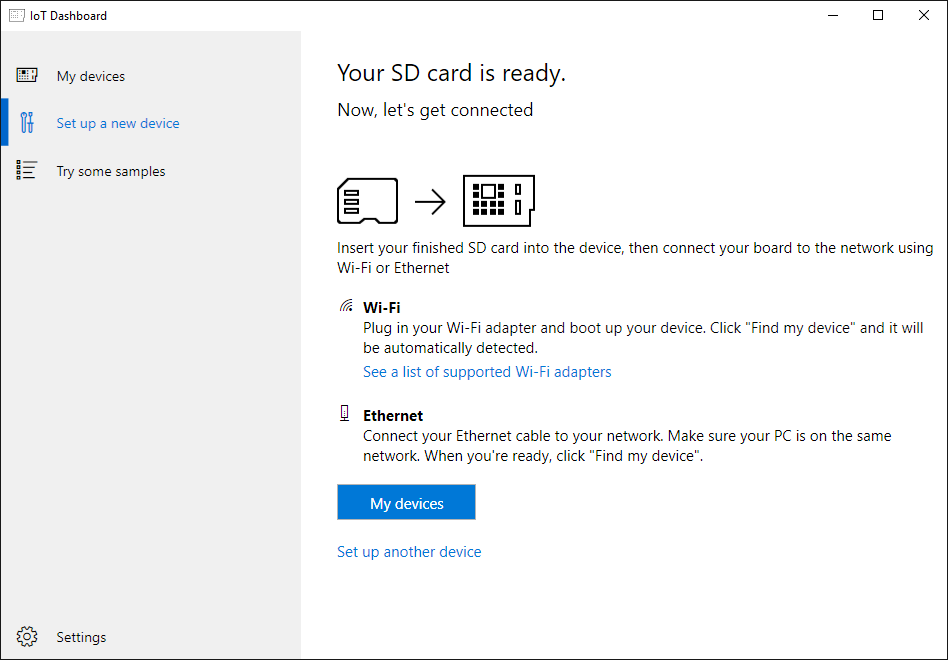 IoT Dashboard
My devices
Set up a new device
Try some samples
Settings
Your SD card is ready.
Now, let's get connected
Insert your finished SD card into the device, then connect your board to the network using
Wi-Fi or Ethernet
Wi-Fi
Plug in your Wi-Fi adapter and boot up your device. Click "Find my device" and it will
be automatically detected.
See a list of supported Wi-Fi adapters
Ethernet
Connect your Ethernet cable to your network. Make sure your PC is on the same
network. When you're ready, click "Find my device".
My devices
Set up another device